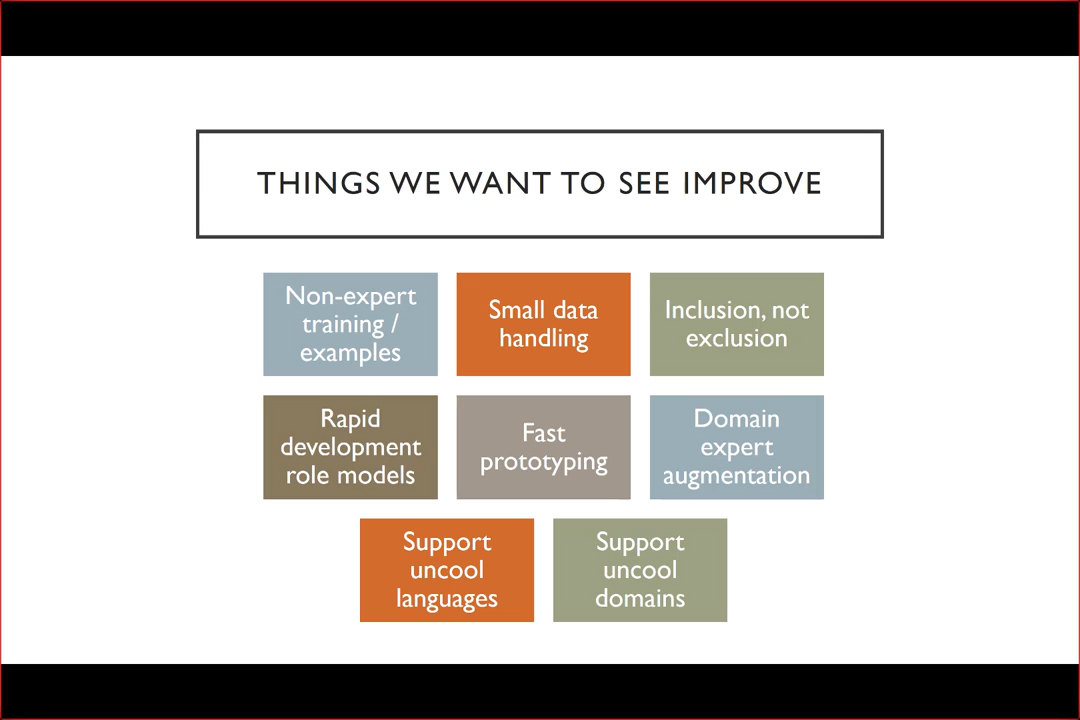 THINGS WE WANT TO SEE IMPROVE
Non-expert
training /
examples
Small data
handling
Inclusion, not
exclusion
Rapid
development
role models
Fast
prototyping
Domain
expert
augmentation
Support
uncool
languages
Support
uncool
domains